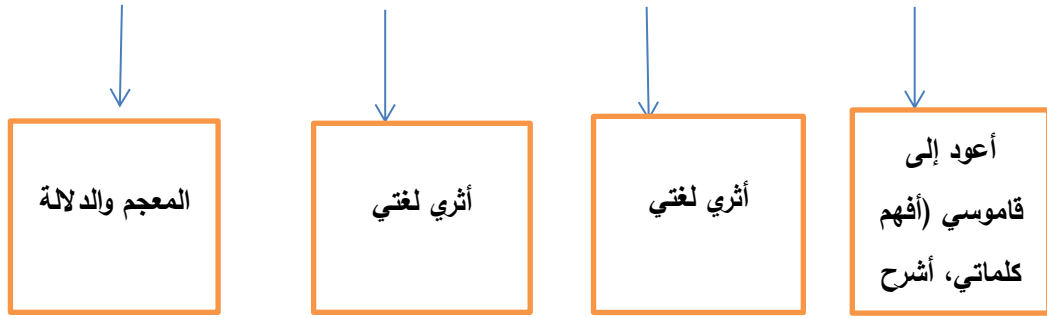 أعود إلى
قاموسي (أفهم
كلماتي، أشرح
أثري لغتي
أثري لغتي
المعجم والدلالة